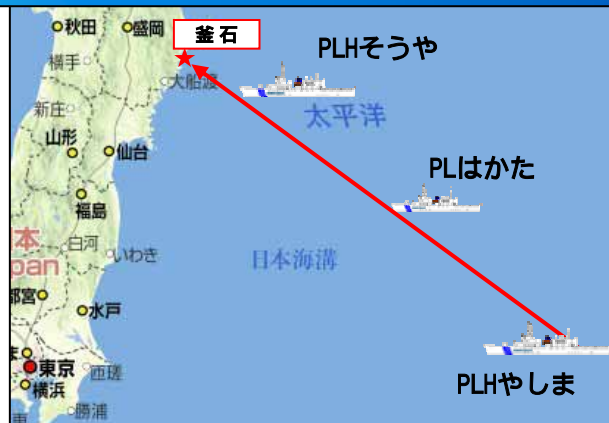 秋田
盛岡
釜石
PLHそうや
横手
大船渡
太平洋
新庄
山形
仙台
PLはかた
福島
本
pan
白河
いわき
日本海溝
都宮
水戸
ま
東京
匝瑳
横浜
PLHやしま
勝浦